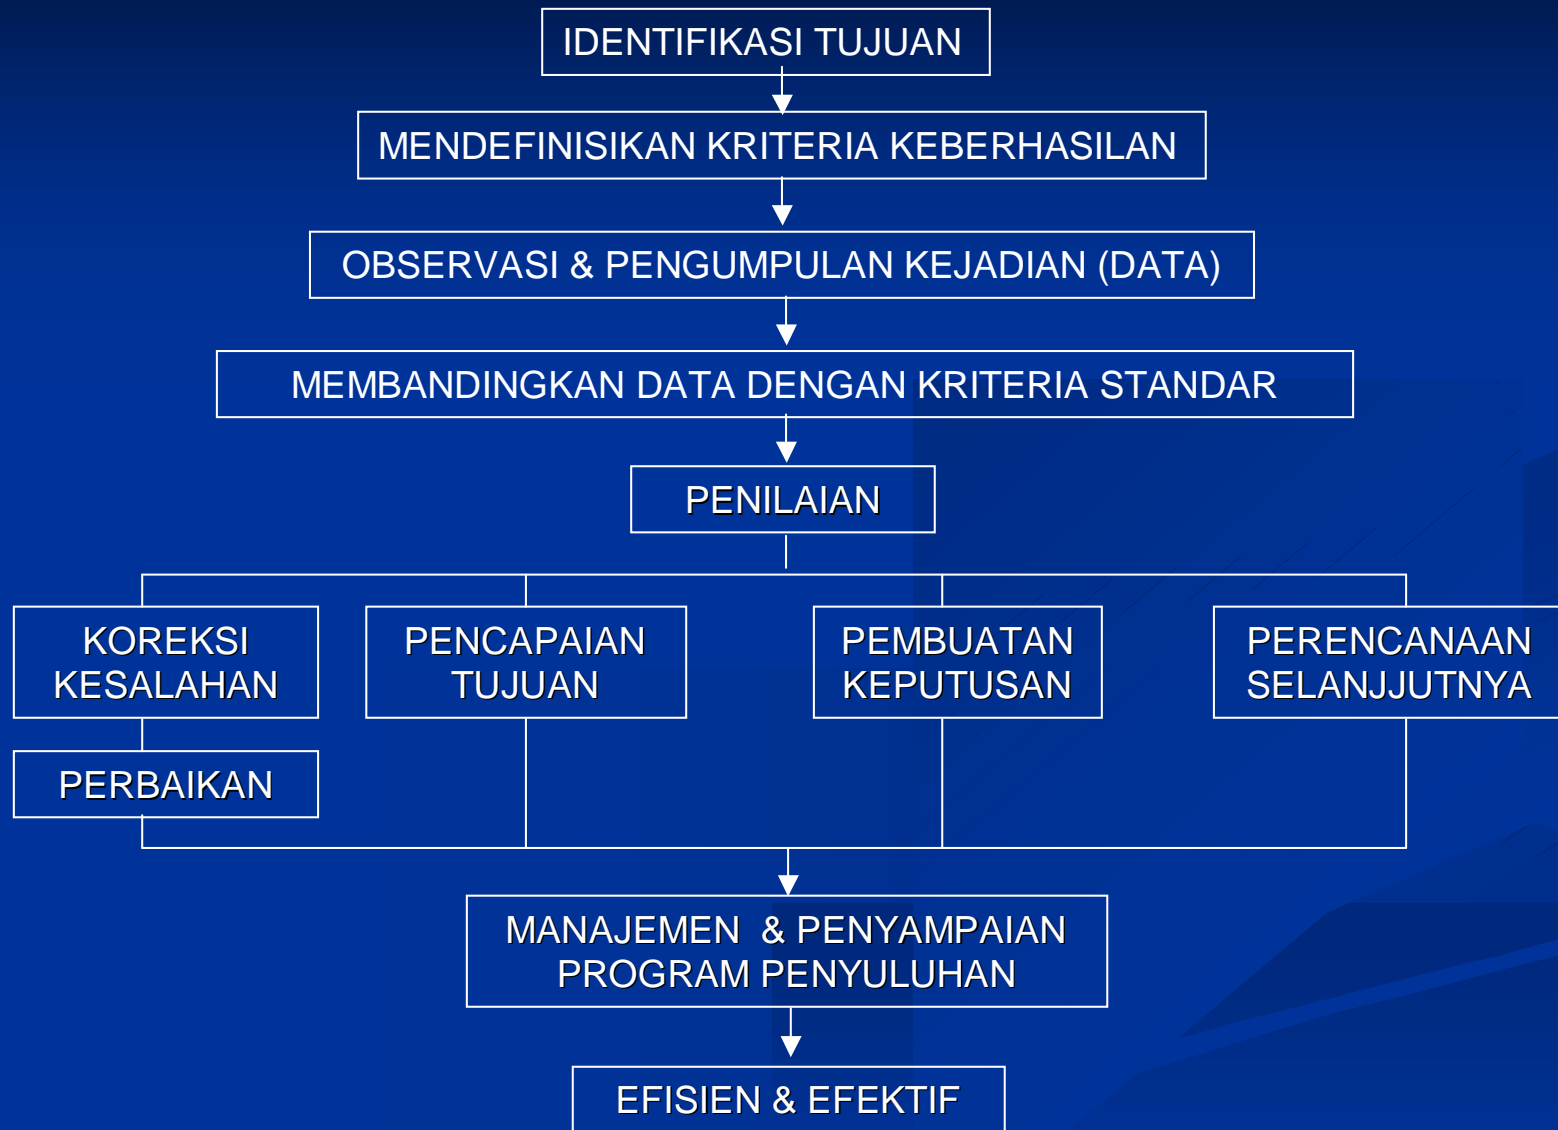 IDENTIFIKASI TUJUAN
MENDEFINISIKAN KRITERIA KEBERHASILAN
OBSERVASI & PENGUMPULAN KEJADIAN (DATA)
MEMBANDINGKAN DATA DENGAN KRITERIA STANDAR
PENILAIAN
KOREKSI
KESALAHAN
PENCAPAIAN
TUJUAN
PEMBUATAN
KEPUTUSAN
PERENCANAAN
SELANJJUTNYA
PERBAIKAN
MANAJEMEN & PENYAMPAIAN
PROGRAM PENYULUHAN
EFISIEN & EFEKTIF